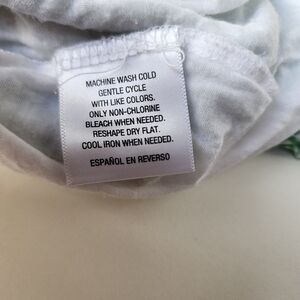 MACHINE WASH COLD
GENTLE CYCLE
WITH LIKE COLORS.
ONLY NON-CHLORINE
BLEACH WHEN NEEDED.
RESHAPE DRY FLAT.
COOL IRON WHEN NEEDED.
ESPAÑOL EN REVERSO